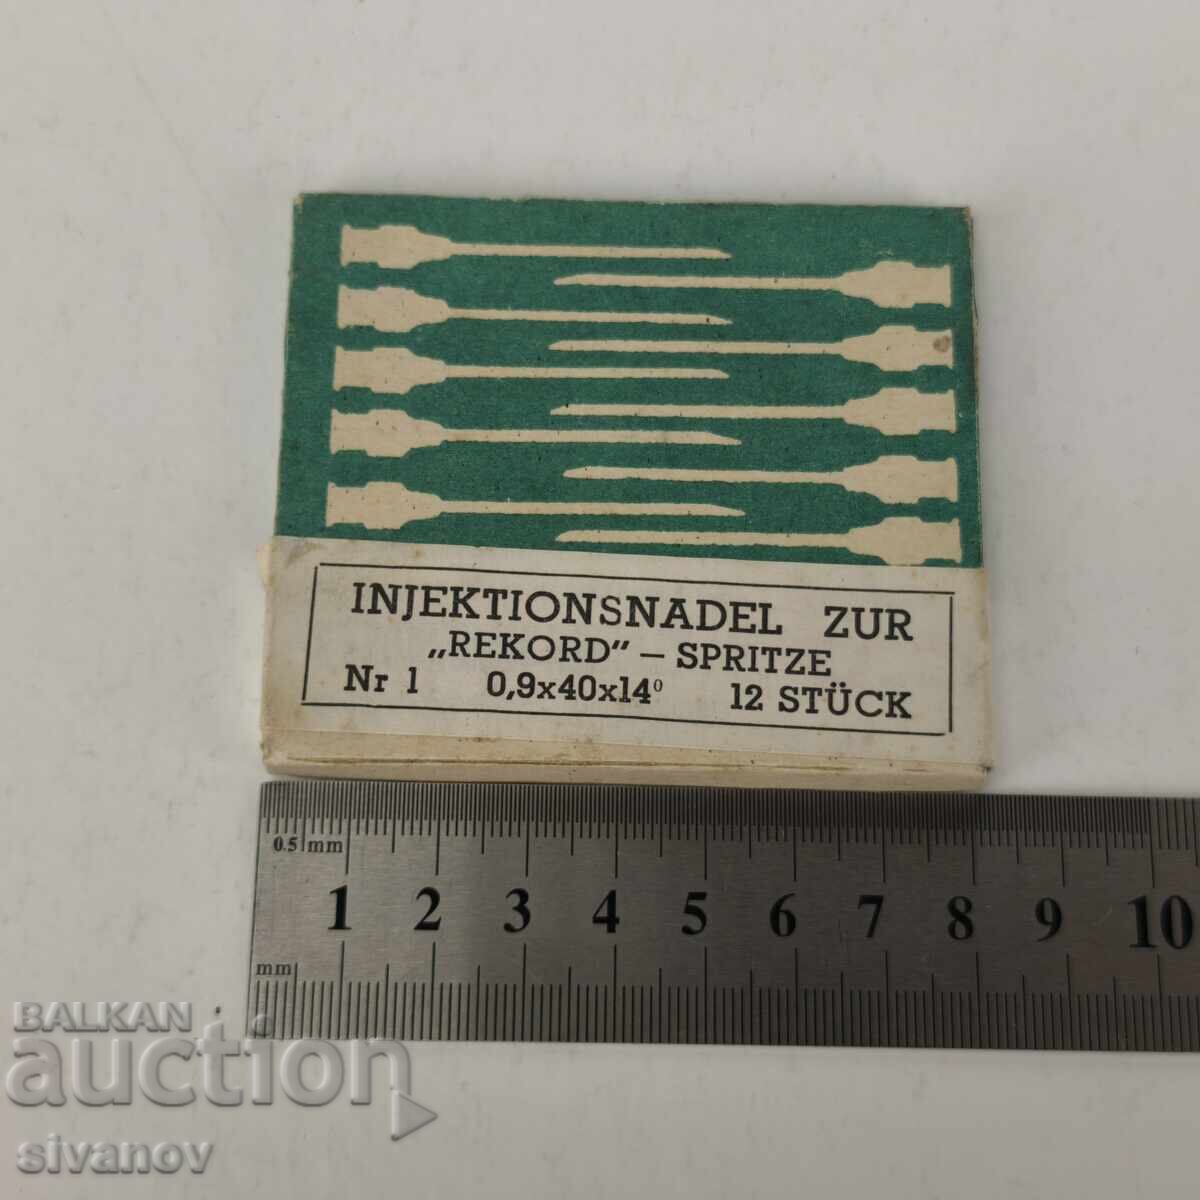 INJEKTIONSNADEL ZUR
„REKORD” – SPRITZE
Nr 1 0,9x40x14⁰ 12 STÜCK
0.5 mm
1 2 3 4 5 6 7 8 9 10
mm
BALKAN
auction
sivanov